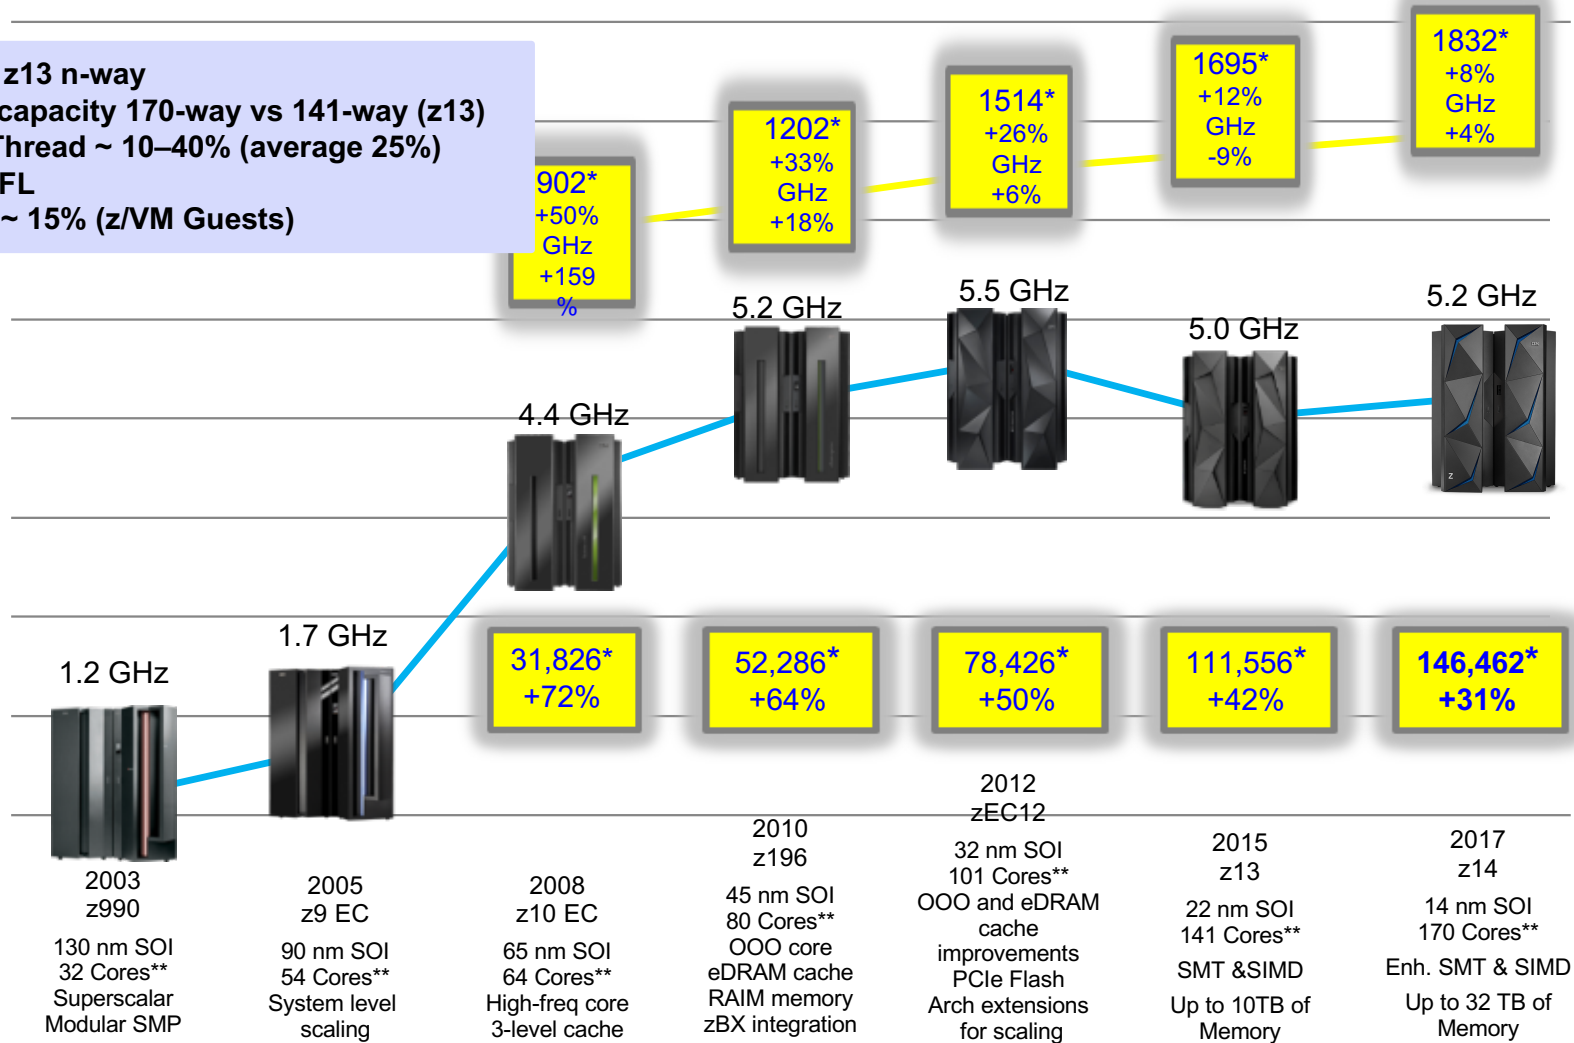 z13 n-way
capacity 170-way vs 141-way (z13)
Thread ~ 10–40% (average 25%)
FL
~ 15% (z/VM Guests)
902*
+50%
GHz
+159
%
1202*
+33%
GHz
+18%
1514*
+26%
GHz
+6%
1695*
+12%
GHz
-9%
1832*
+8%
GHz
+4%
1.2 GHz
1.7 GHz
4.4 GHz
5.2 GHz
5.5 GHz
5.0 GHz
5.2 GHz
31,826*
+72%
52,286*
+64%
78,426*
+50%
111,556*
+42%
146,462*
+31%
2003
z990
130 nm SOI
32 Cores**
Superscalar
Modular SMP
2005
z9 EC
90 nm SOI
54 Cores**
System level
scaling
2008
z10 EC
65 nm SOI
64 Cores**
High-freq core
3-level cache
2010
z196
45 nm SOI
80 Cores**
OOO core
eDRAM cache
RAIM memory
zBX integration
2012
zEC12
32 nm SOI
101 Cores**
OOO and eDRAM
cache
improvements
PCIe Flash
Arch extensions
for scaling
2015
z13
22 nm SOI
141 Cores**
SMT &SIMD
Up to 10TB of
Memory
2017
z14
14 nm SOI
170 Cores**
Enh. SMT & SIMD
Up to 32 TB of
Memory